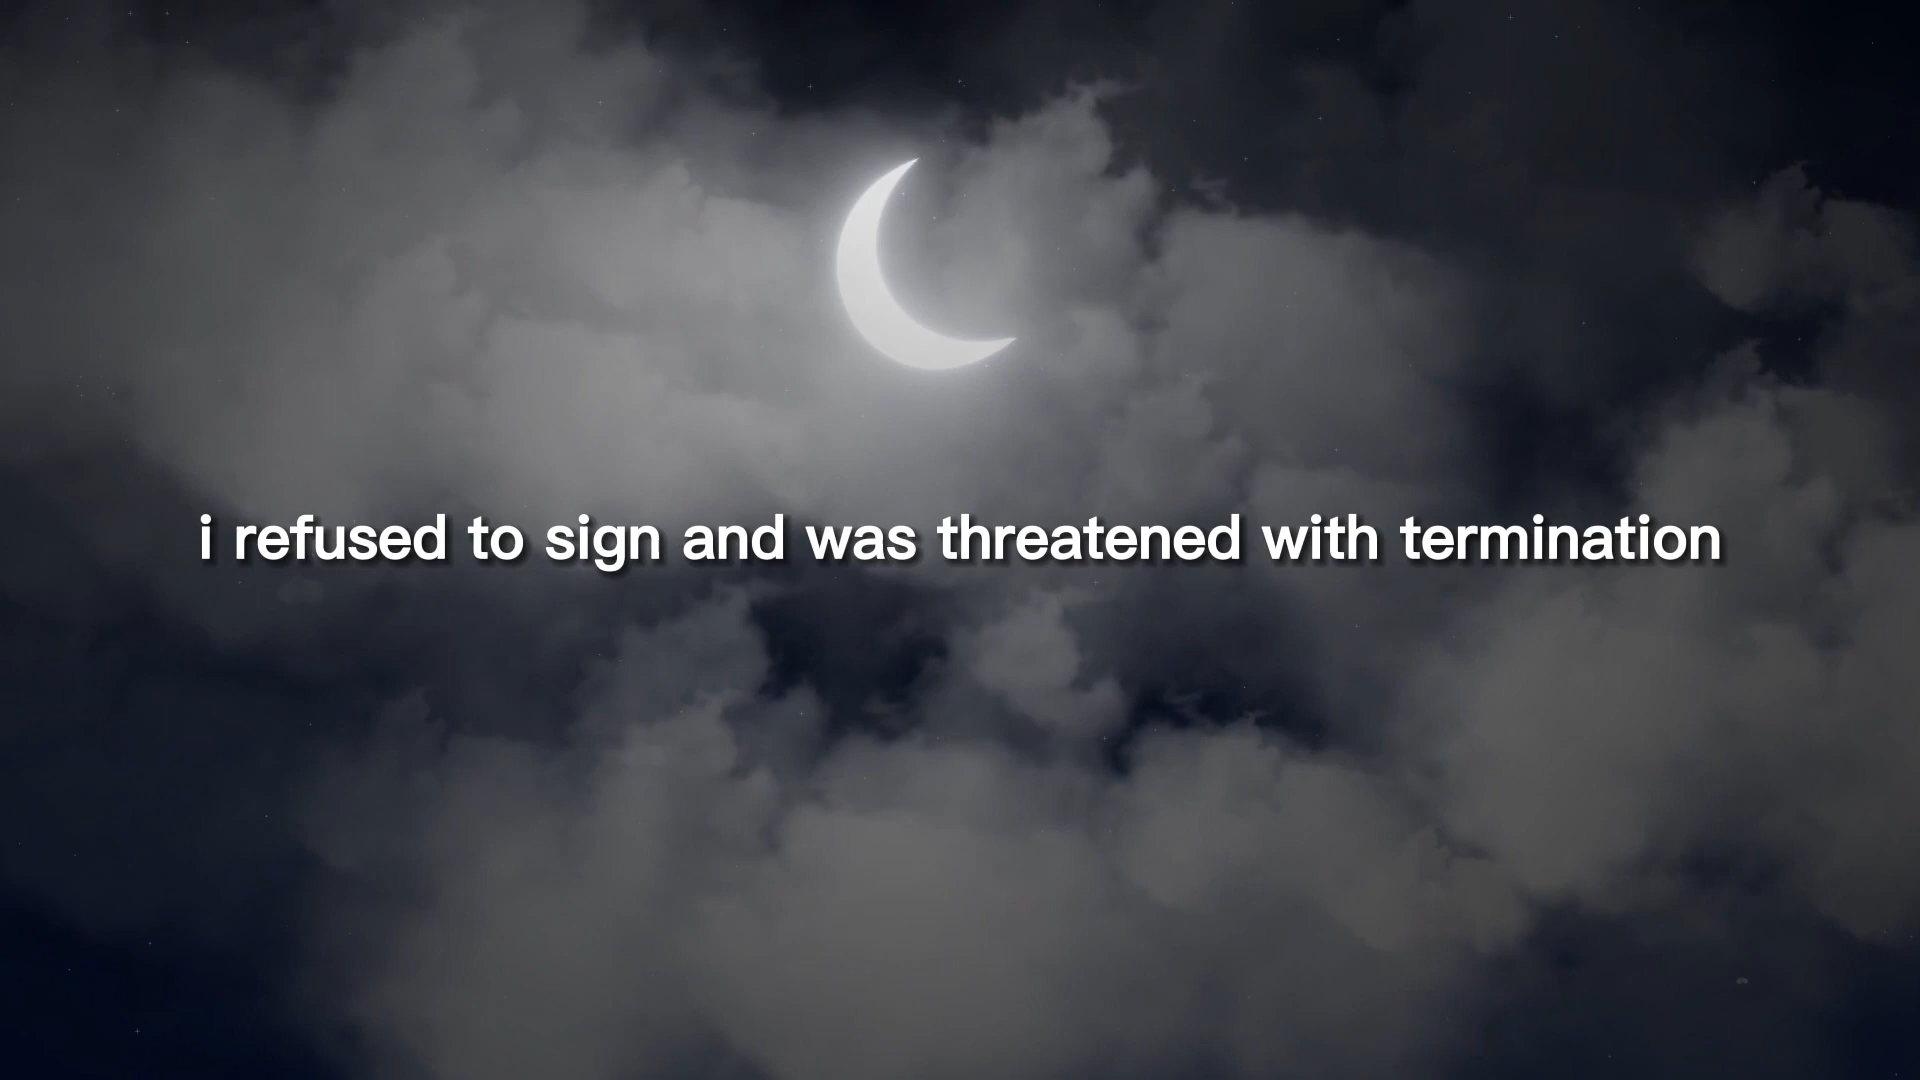 i refused to sign and was threatened with termination